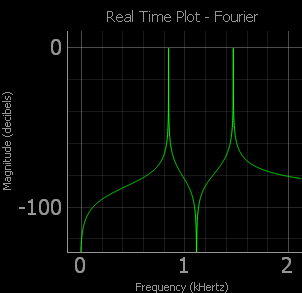 Real Time Plot - Fourier
0
Magnitude (decibels)
-100
0 1 2
Frequency (kHertz)